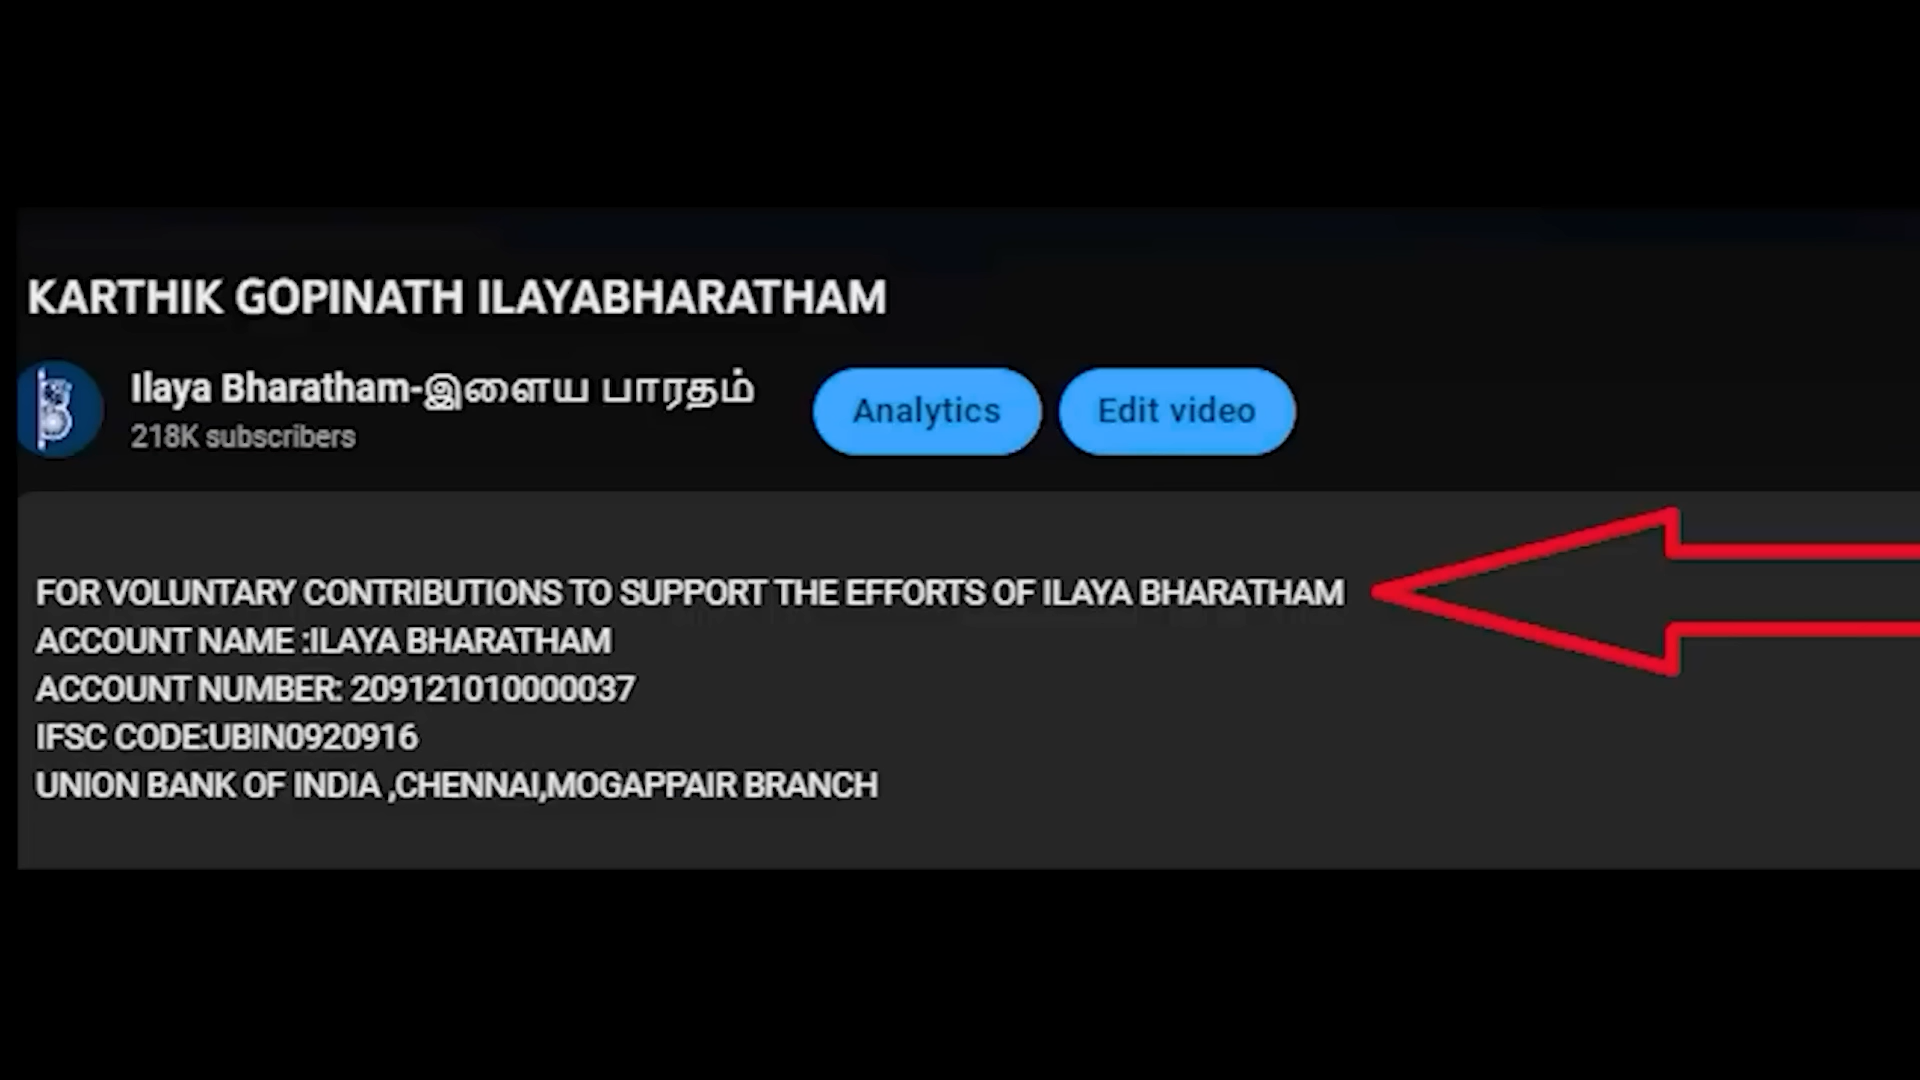 KARTHIK GOPINATH ILAYABHARATHAM
Ilaya Bharatham-இளைய பாரதம்
218K subscribers
Analytics
Edit video
FOR VOLUNTARY CONTRIBUTIONS TO SUPPORT THE EFFORTS OF ILAYA BHARATHAM
ACCOUNT NAME :ILAYA BHARATHAM
ACCOUNT NUMBER: 209121010000037
IFSC CODE:UBIN0920916
UNION BANK OF INDIA ,CHENNAI,MOGAPPAIR BRANCH